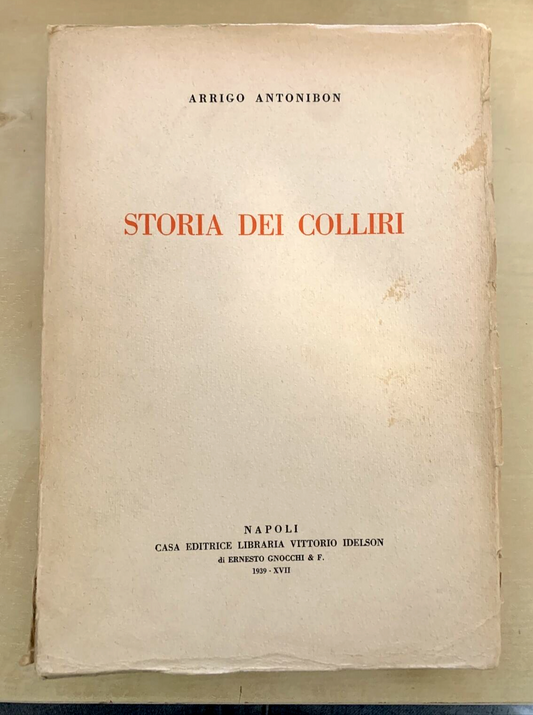 ARRIGO ANTONIBON
STORIA DEI COLLIRI
NAPOLI
CASA EDITRICE LIBRARIA VITTORIO IDELSON
di ERNESTO GNOCCHI & F.
1939 - XVII